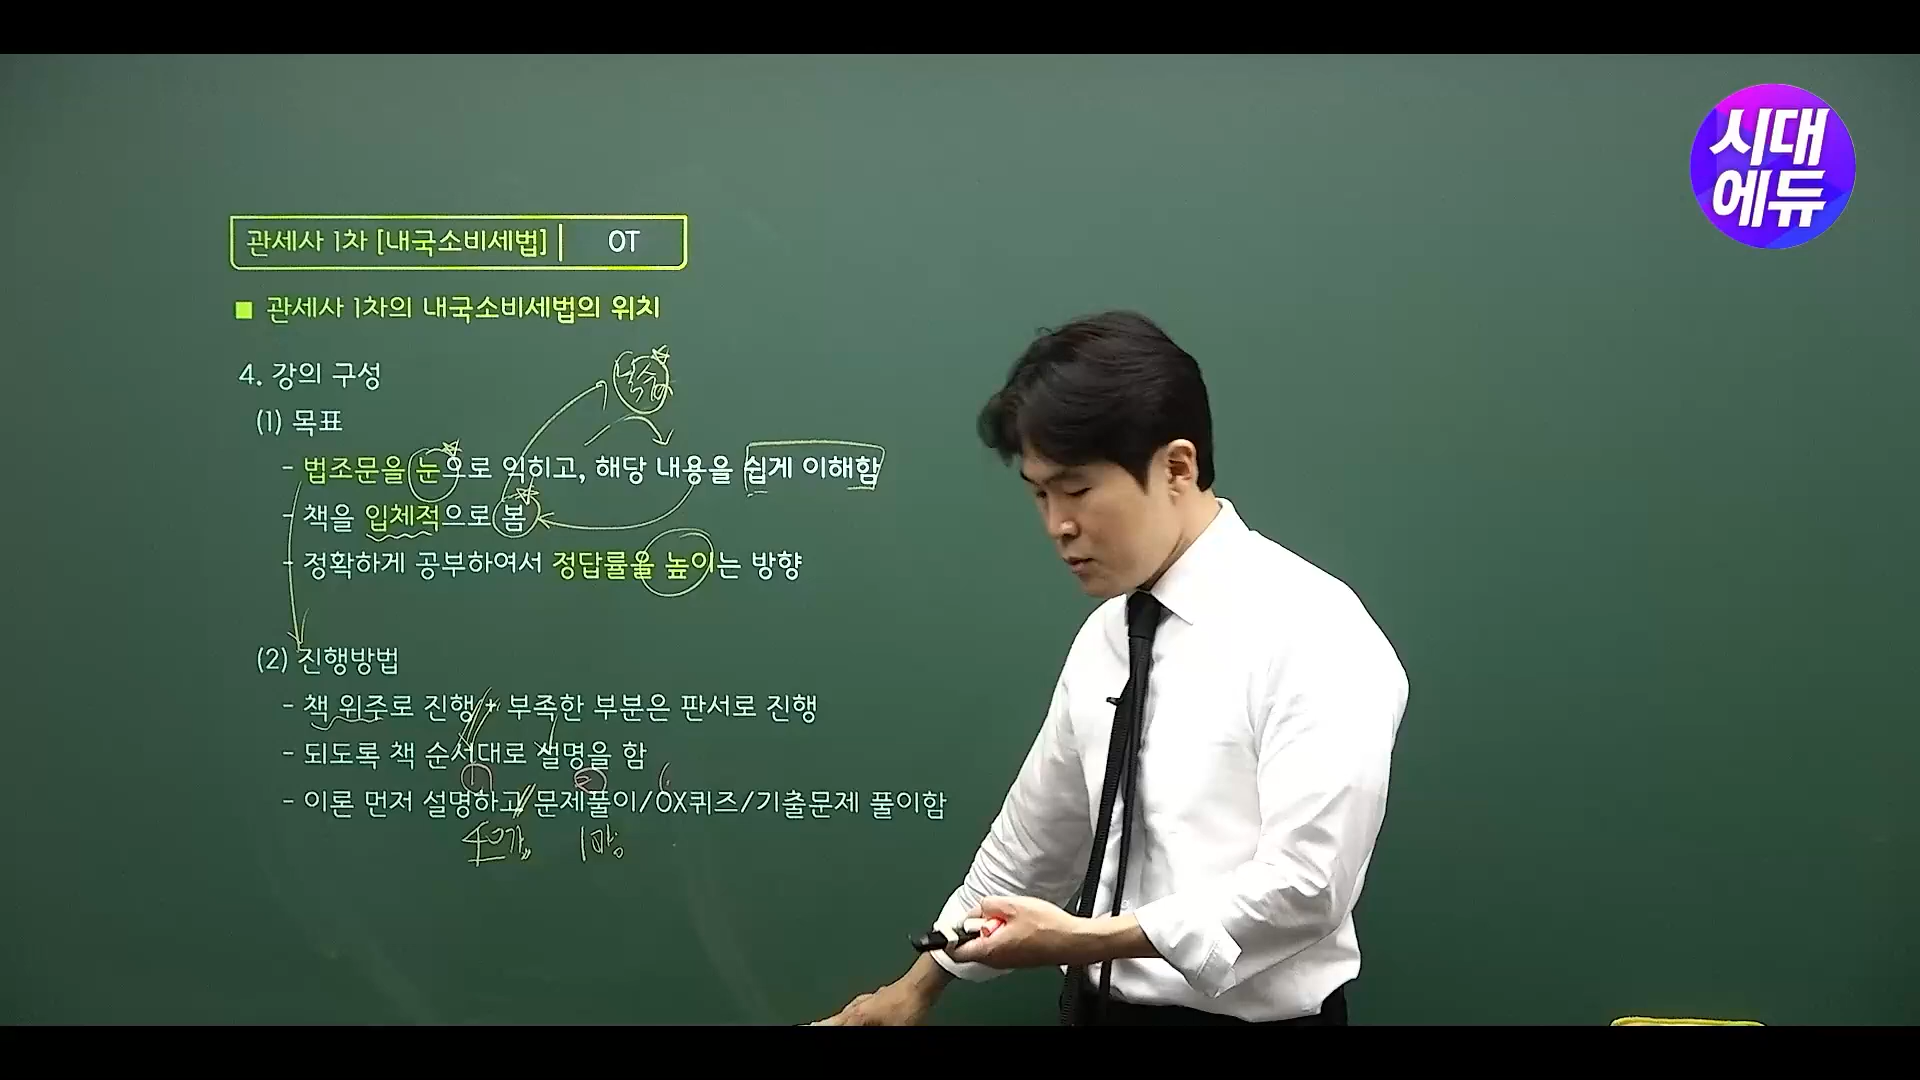 시대
에듀
관세사 1차 [내국소비세법] OT
■ 관세사 1차의 내국소비세법의 위치
4. 강의 구성
복습
(1) 목표
- 법조문을 눈으로 익히고, 해당 내용을 쉽게 이해함
- 책을 입체적으로 봄
- 정확하게 공부하여서 정답률을 높이는 방향
(2) 진행방법
- 책 위주로 진행 + 부족한 부분은 판서로 진행
- 되도록 책 순서대로 설명을 함
1 2
- 이론 먼저 설명하고 문제풀이/OX퀴즈/기출문제 풀이함